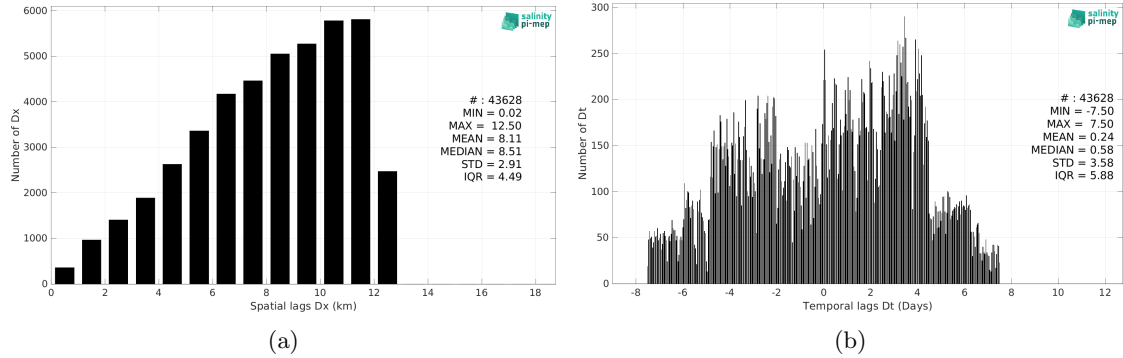 salinity
pi-mep
6000
5000
4000
3000
2000
1000
0
Number of Dx
# : 43628
MIN = 0.02
MAX = 12.50
MEAN = 8.11
MEDIAN = 8.51
STD = 2.91
IQR = 4.49
0 2 4 6 8 10 12 14 16 18
Spatial lags Dx (km)
(a)
salinity
pi-mep
300
250
200
150
100
50
0
Number of Dt
# : 43628
MIN = -7.50
MAX = 7.50
MEAN = 0.24
MEDIAN = 0.58
STD = 3.58
IQR = 5.88
-8 -6 -4 -2 0 2 4 6 8 10 12
Temporal lags Dt (Days)
(b)